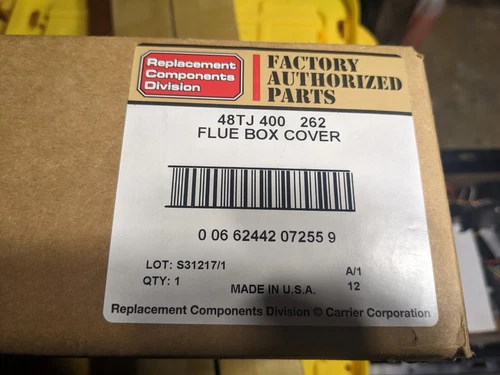 Replacement
Components
Division
FACTORY
AUTHORIZED
PARTS
48TJ 400 262
FLUE BOX COVER
0 06 62442 07255 9
LOT: S31217/1
QTY: 1
MADE IN U.S.A.
A/1
12
Replacement Components Division © Carrier Corporation